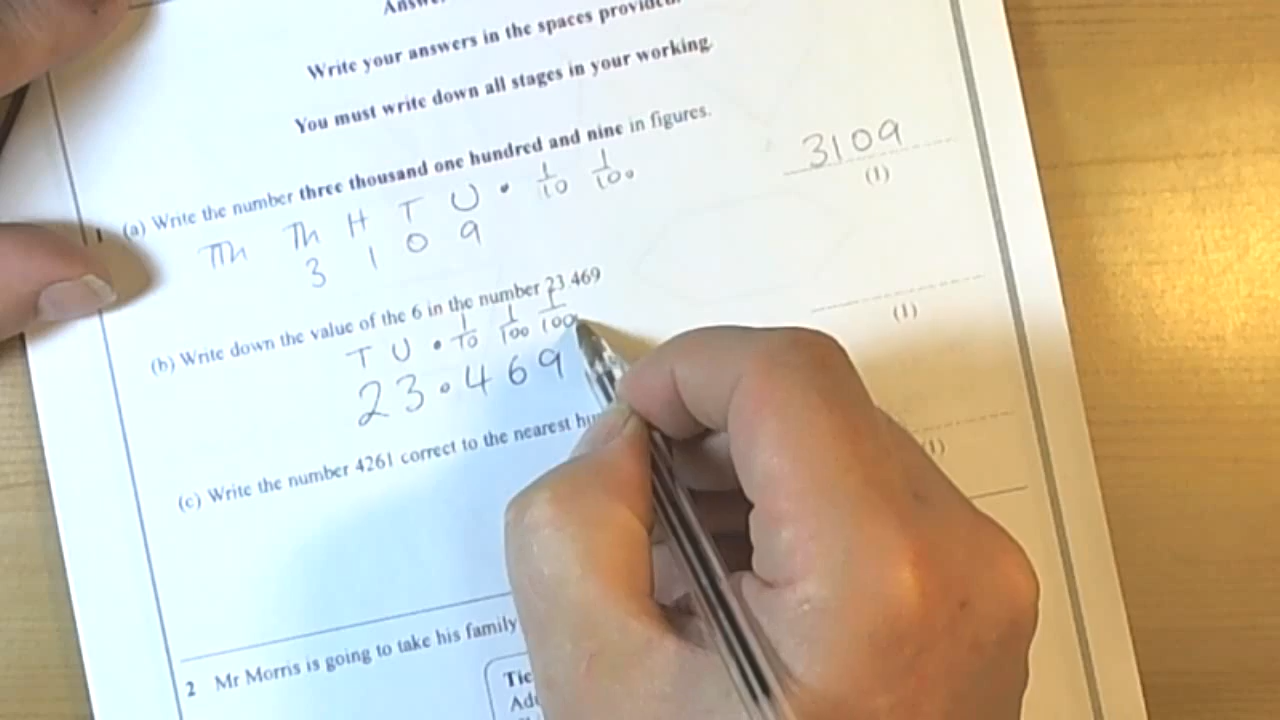 Write your answers in the spaces provided.
You must write down all stages in your working.
1 (a) Write the number three thousand one hundred and nine in figures.
TTh Th H T U . 1/10 1/100
3 1 0 9
3109
(1)
(b) Write down the value of the 6 in the number 23.469
T U . 1/10 1/100 1/100
23.469
(1)
(c) Write the number 4261 correct to the nearest
(1)
2 Mr Morris is going to take his family